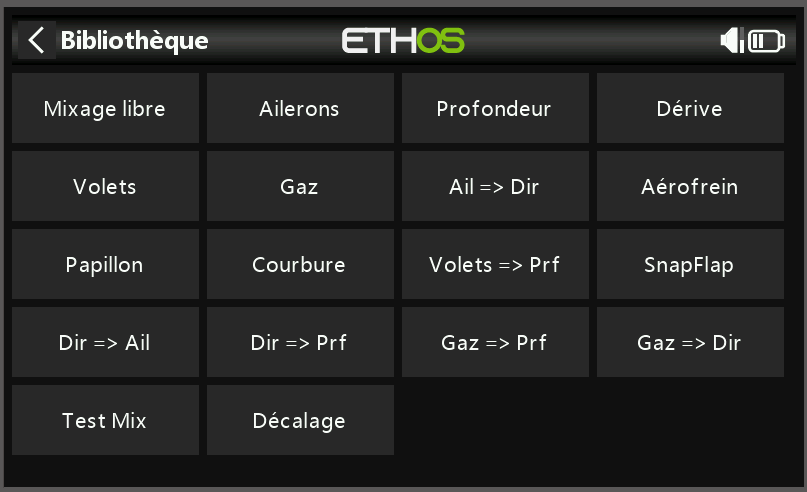 Bibliothèque
ETHOS
Mixage libre
Ailerons
Profondeur
Dérive
Volets
Gaz
Ail => Dir
Aérofrein
Papillon
Courbure
Volets => Prf
SnapFlap
Dir => Ail
Dir => Prf
Gaz => Prf
Gaz => Dir
Test Mix
Décalage